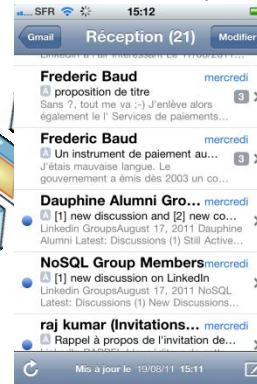 SFR 15:12
Gmail Réception (21) Modifier
Frederic Baud mercredi
A proposition de titre
Sans ?, tout me va ;-) J'enlève alors 3
également le l' Services de paiements...
Frederic Baud mercredi
A Un instrument de paiement au... 3
J'étais mauvaise langue. Le
gouvernement a émis dès 2003 un co...
Dauphine Alumni Gro... mercredi
A [1] new discussion and [2] new co...
Linkedin GroupsAugust 17, 2011 Dauphine
Alumni Latest: Discussions (1) Still Active...
NoSQL Group Members mercredi
A [1] new discussion on LinkedIn
Linkedin GroupsAugust 17, 2011 NoSQL
Latest: Discussions (1) New Discussions...
raj kumar (Invitations... mercredi
A Rappel à propos de l'invitation de...
Mis à jour le 19/08/11 15:11